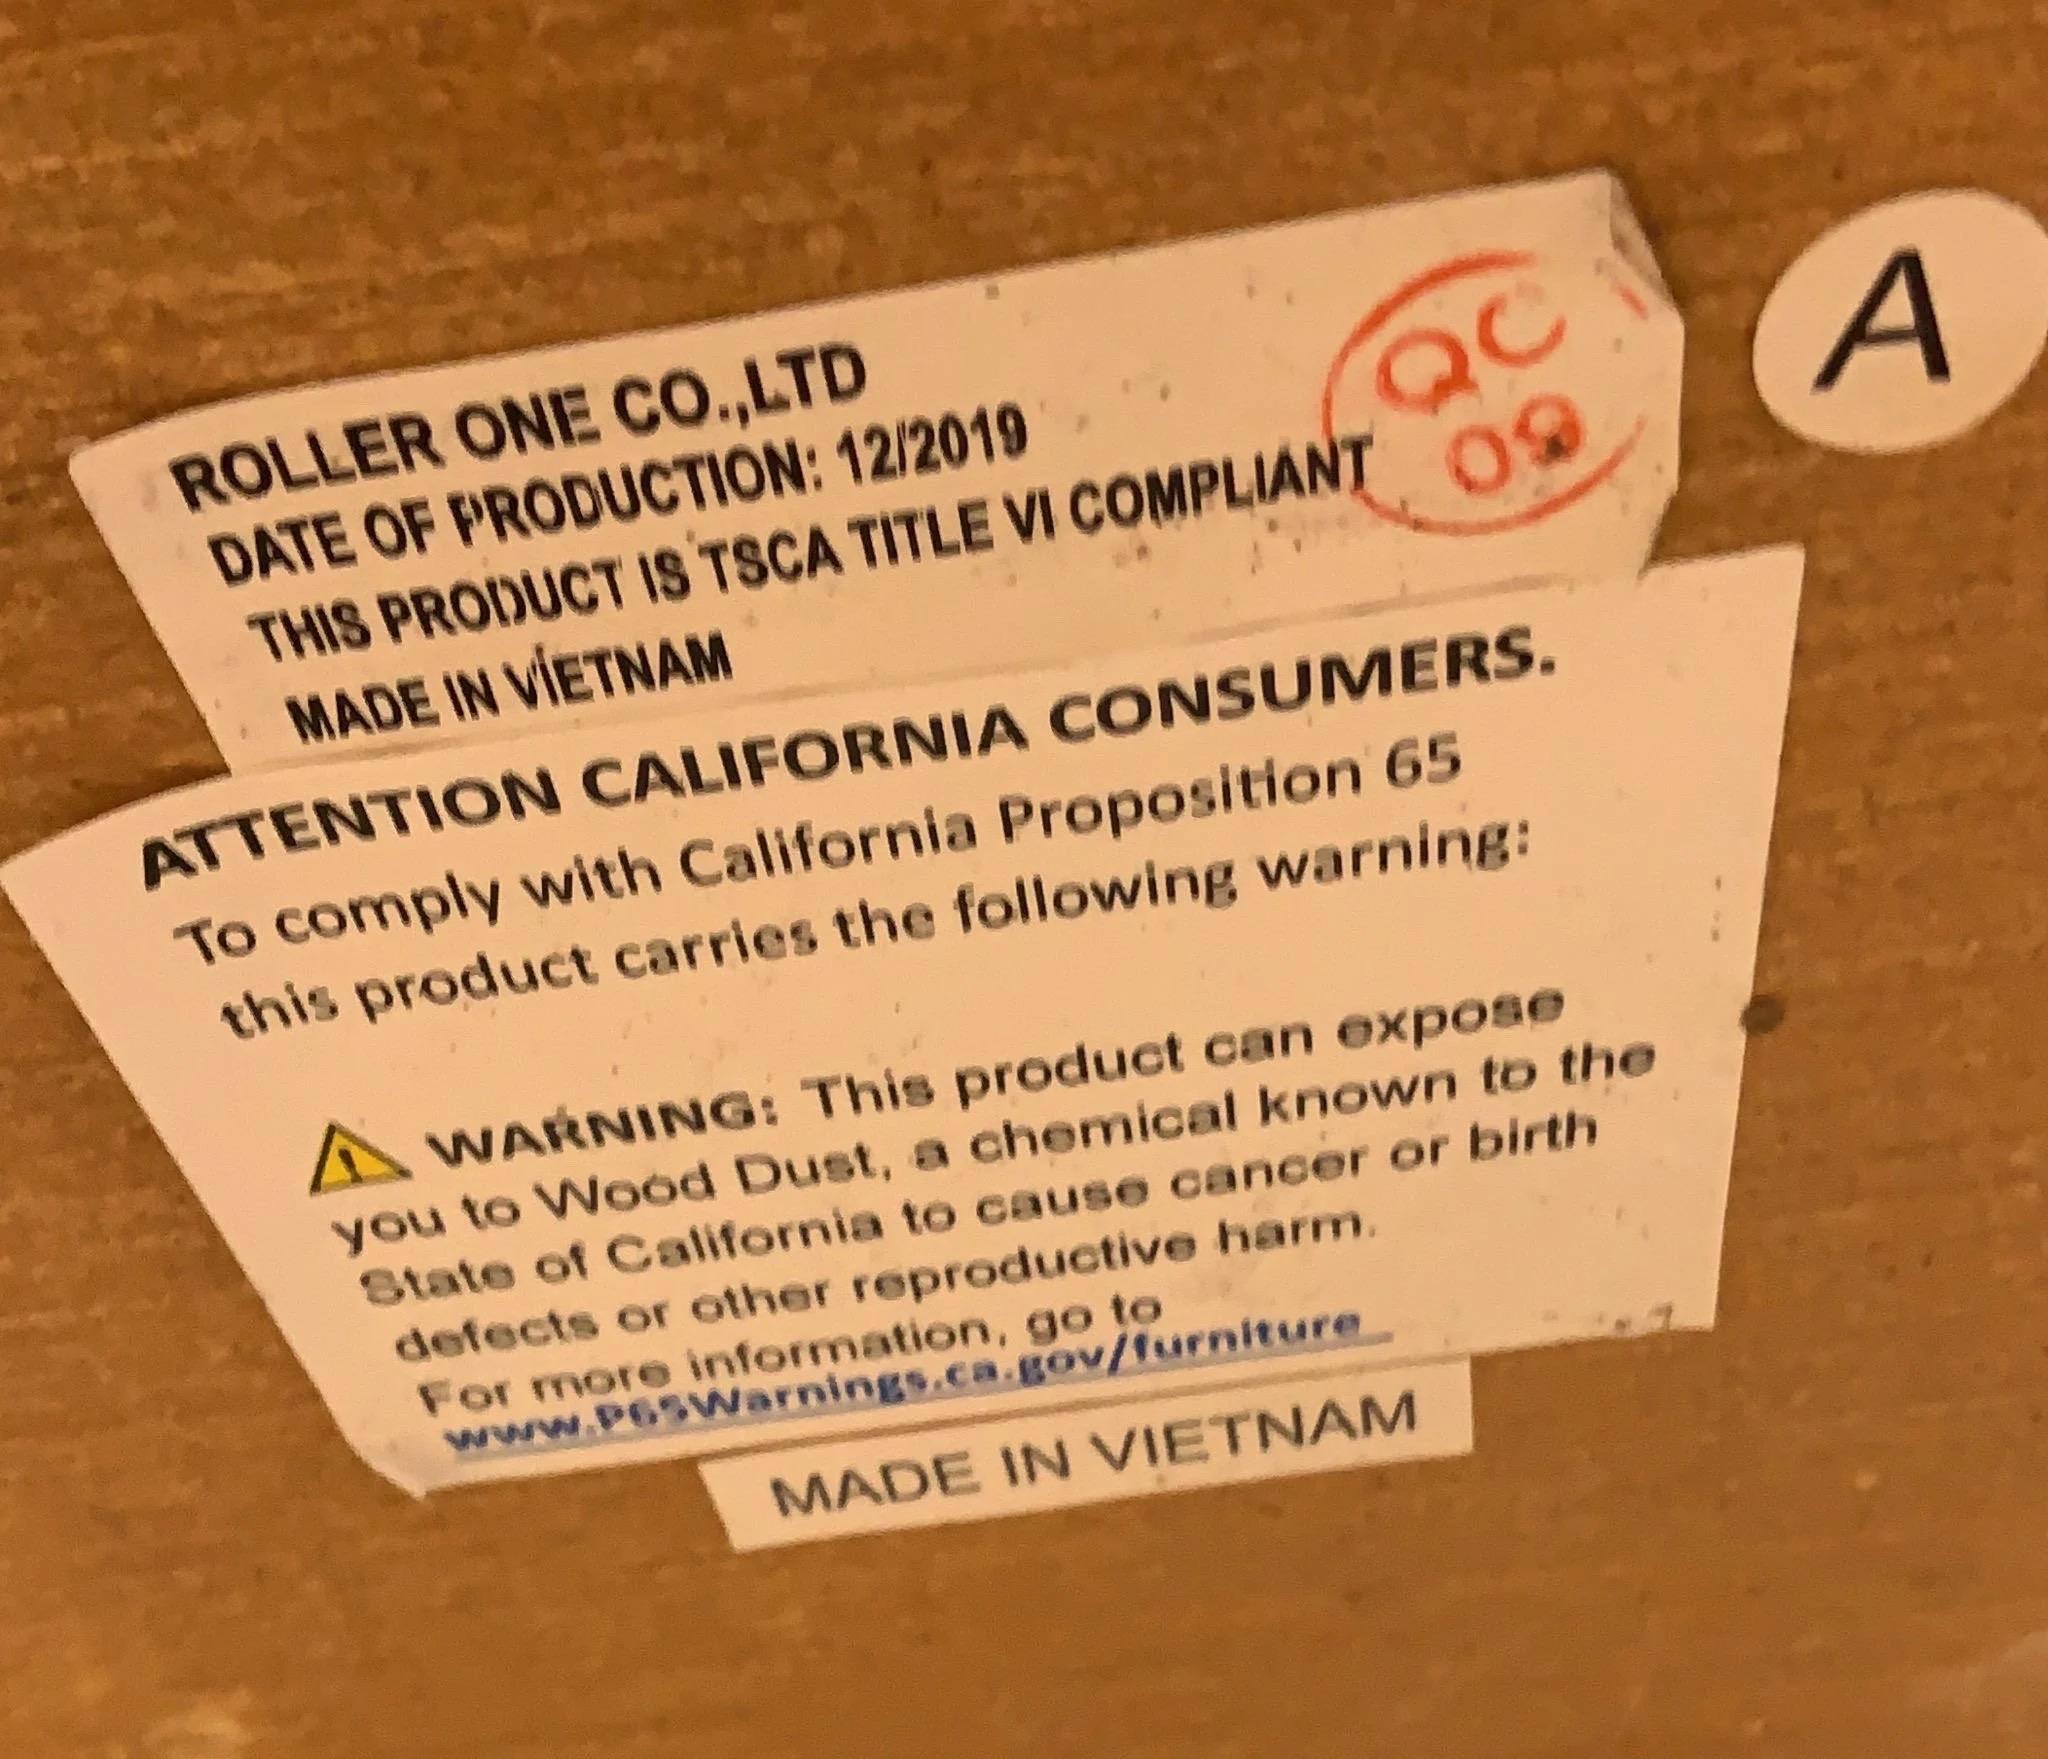 ROLLER ONE CO.,LTD
DATE OF PRODUCTION: 12/2019
THIS PRODUCT IS TSCA TITLE VI COMPLIANT
MADE IN VIETNAM
QC
09
A
ATTENTION CALIFORNIA CONSUMERS.
To comply with California Proposition 65
this product carries the following warning:
WARNING: This product can expose
you to Wood Dust, a chemical known to the
State of California to cause cancer or birth
defects or other reproductive harm.
For more information, go to
www.P65Warnings.ca.gov/furniture
MADE IN VIETNAM